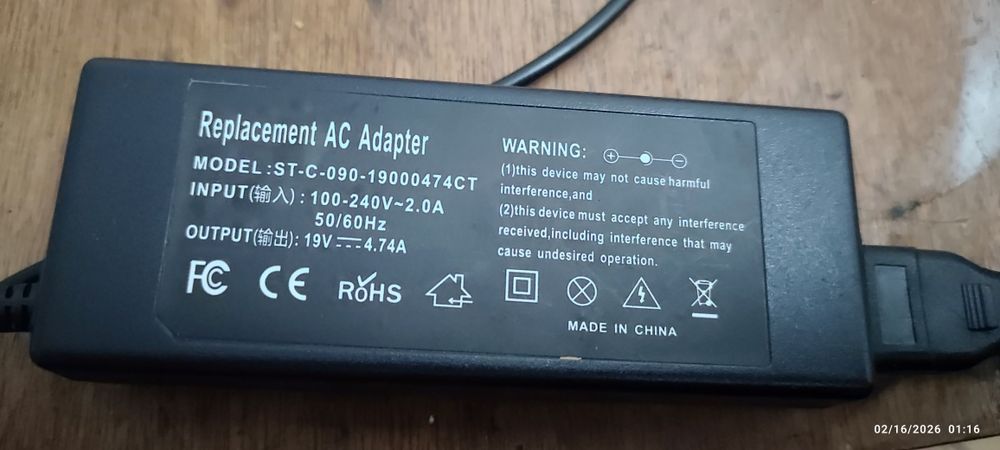 Replacement AC Adapter
MODEL:ST-C-090-19000474CT
INPUT(输入):100-240V~2.0A
50/60Hz
OUTPUT(输出):19V⎓4.74A
FC
CE
RoHS
WARNING:
(1)this device may not cause harmful
interference,and
(2)this device must accept any interference
received,including interference that may
cause undesired operation.
MADE IN CHINA
02/16/2026 01:16